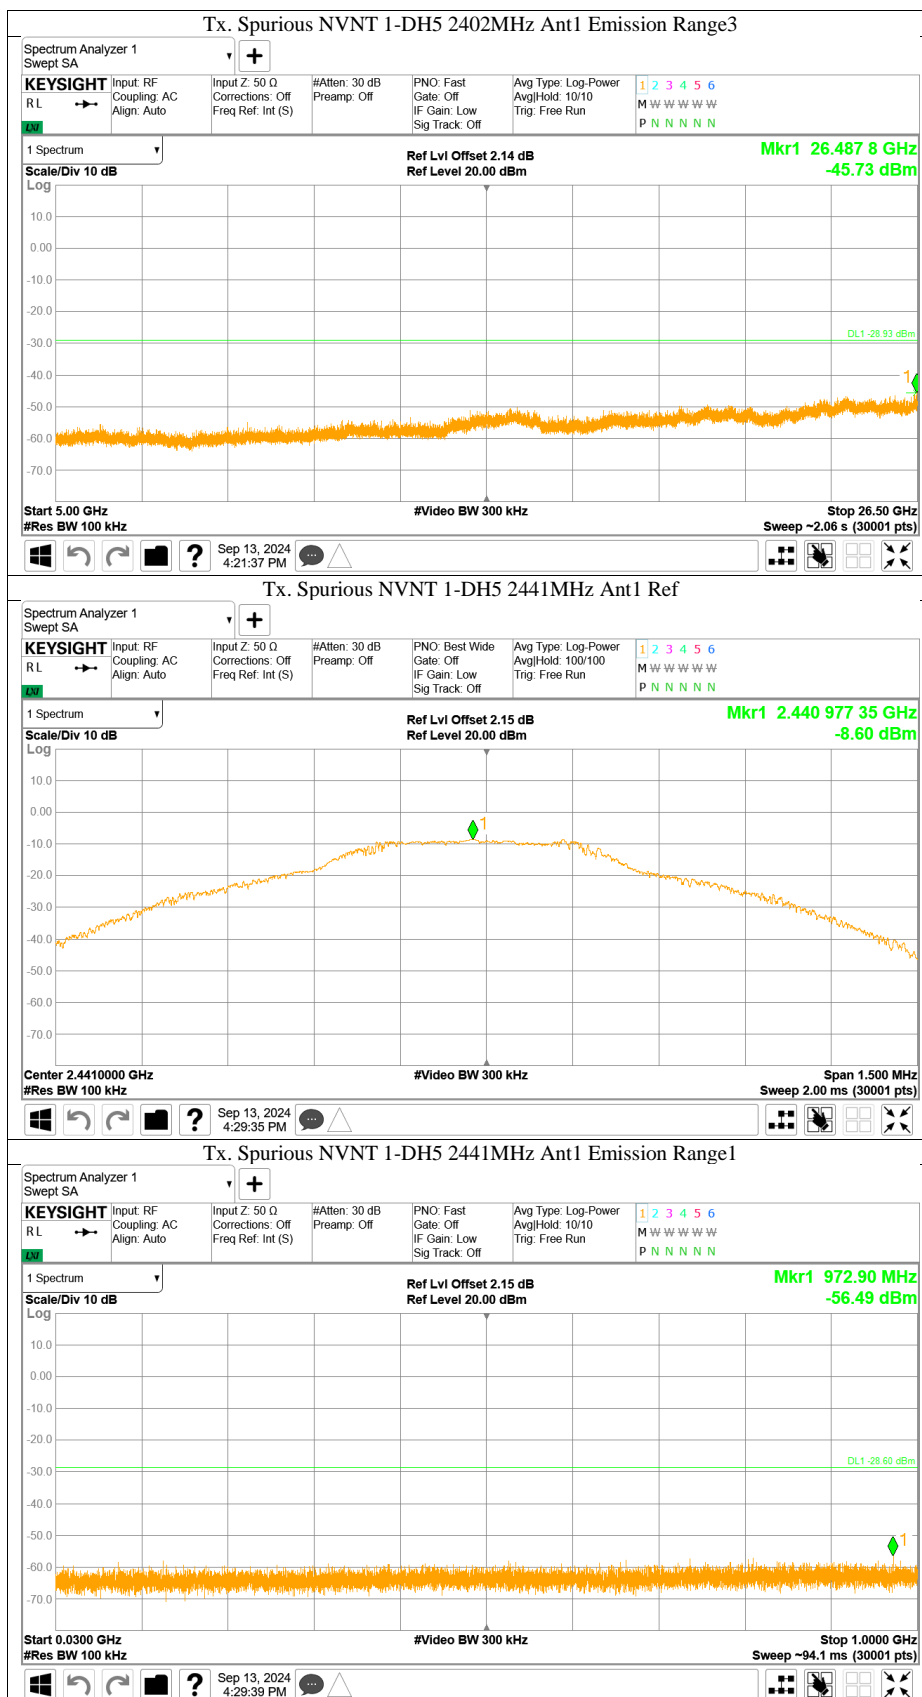 Tx. Spurious NVNT 1-DH5 2402MHz Ant1 Emission Range3
Spectrum Analyzer 1
Swept SA
KEYSIGHT
R L
LXI
Input: RF
Coupling: AC
Align: Auto
Input Z: 50 Ω
Corrections: Off
Freq Ref: Int (S)
#Atten: 30 dB
Preamp: Off
PNO: Fast
Gate: Off
IF Gain: Low
Sig Track: Off
Avg Type: Log-Power
Avg|Hold: 10/10
Trig: Free Run
1 2 3 4 5 6
M W W W W W
P N N N N N
1 Spectrum
Scale/Div 10 dB
Log
Ref Lvl Offset 2.14 dB
Ref Level 20.00 dBm
Mkr1 26.487 8 GHz
-45.73 dBm
10.0
0.00
-10.0
-20.0
-30.0
-40.0
-50.0
-60.0
-70.0
DL1 -28.93 dBm
1
Start 5.00 GHz
#Res BW 100 kHz
#Video BW 300 kHz
Stop 26.50 GHz
Sweep ~2.06 s (30001 pts)
?
Sep 13, 2024
4:21:37 PM
Tx. Spurious NVNT 1-DH5 2441MHz Ant1 Ref
Spectrum Analyzer 1
Swept SA
KEYSIGHT
R L
LXI
Input: RF
Coupling: AC
Align: Auto
Input Z: 50 Ω
Corrections: Off
Freq Ref: Int (S)
#Atten: 30 dB
Preamp: Off
PNO: Best Wide
Gate: Off
IF Gain: Low
Sig Track: Off
Avg Type: Log-Power
Avg|Hold: 100/100
Trig: Free Run
1 2 3 4 5 6
M W W W W W
P N N N N N
1 Spectrum
Scale/Div 10 dB
Log
Ref Lvl Offset 2.15 dB
Ref Level 20.00 dBm
Mkr1 2.440 977 35 GHz
-8.60 dBm
10.0
0.00
-10.0
-20.0
-30.0
-40.0
-50.0
-60.0
-70.0
1
Center 2.4410000 GHz
#Res BW 100 kHz
#Video BW 300 kHz
Span 1.500 MHz
Sweep 2.00 ms (30001 pts)
?
Sep 13, 2024
4:29:35 PM
Tx. Spurious NVNT 1-DH5 2441MHz Ant1 Emission Range1
Spectrum Analyzer 1
Swept SA
KEYSIGHT
R L
LXI
Input: RF
Coupling: AC
Align: Auto
Input Z: 50 Ω
Corrections: Off
Freq Ref: Int (S)
#Atten: 30 dB
Preamp: Off
PNO: Fast
Gate: Off
IF Gain: Low
Sig Track: Off
Avg Type: Log-Power
Avg|Hold: 10/10
Trig: Free Run
1 2 3 4 5 6
M W W W W W
P N N N N N
1 Spectrum
Scale/Div 10 dB
Log
Ref Lvl Offset 2.15 dB
Ref Level 20.00 dBm
Mkr1 972.90 MHz
-56.49 dBm
10.0
0.00
-10.0
-20.0
-30.0
-40.0
-50.0
-60.0
-70.0
DL1 -28.60 dBm
1
Start 0.0300 GHz
#Res BW 100 kHz
#Video BW 300 kHz
Stop 1.0000 GHz
Sweep ~94.1 ms (30001 pts)
?
Sep 13, 2024
4:29:39 PM